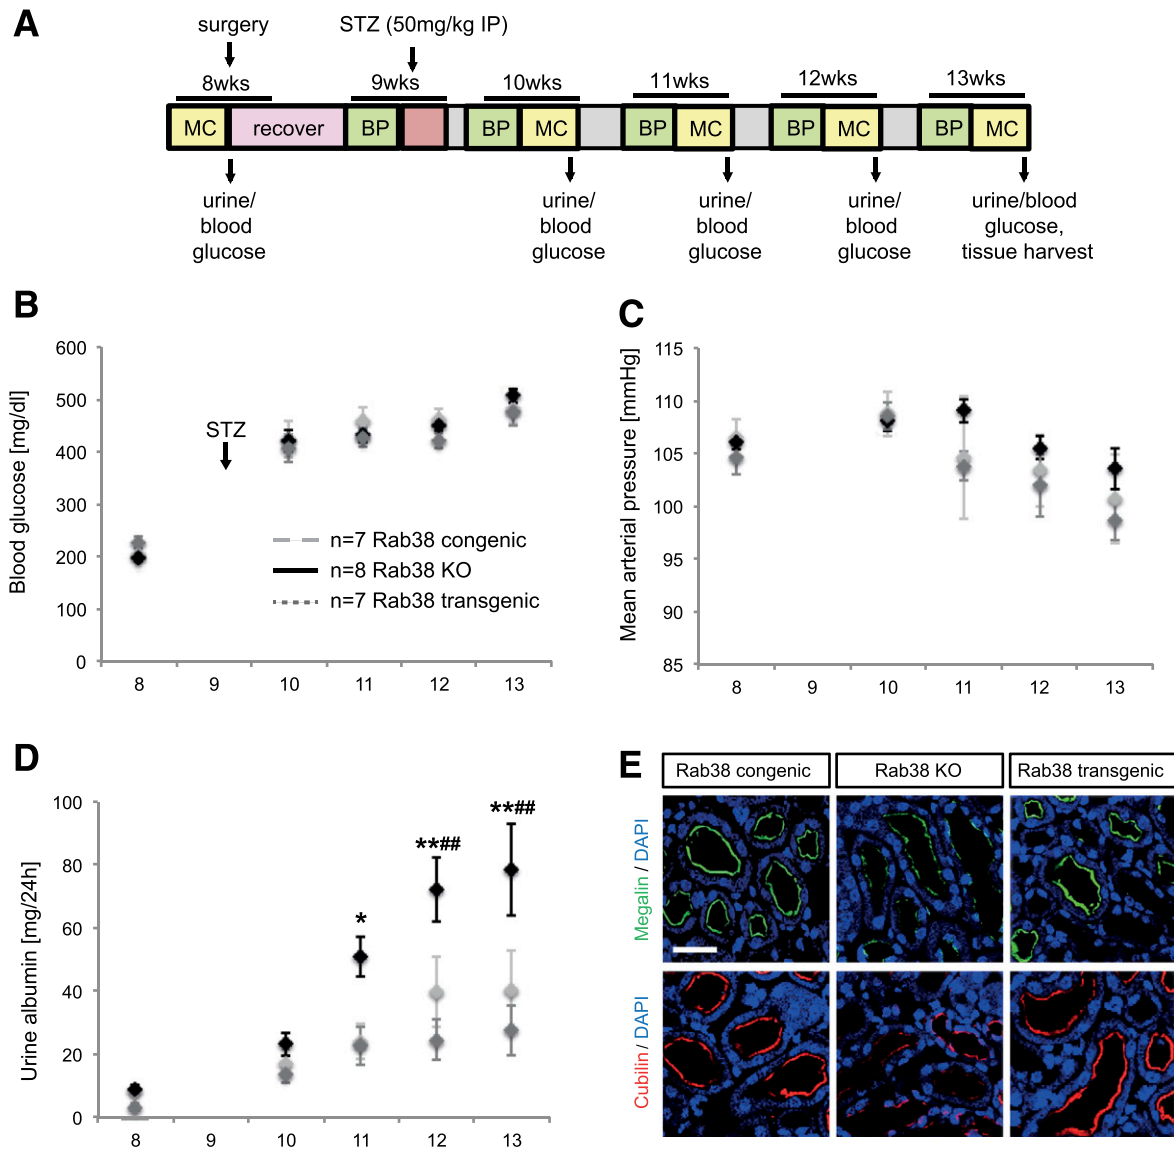 A
surgery
STZ (50mg/kg IP)
8wks
9wks
10wks
11wks
12wks
13wks
MC
recover
BP
BP
MC
BP
MC
BP
MC
BP
MC
urine/
blood
glucose
urine/
blood
glucose
urine/
blood
glucose
urine/
blood
glucose
urine/blood
glucose,
tissue harvest
B
Blood glucose [mg/dl]
600
500
400
300
200
100
0
STZ
n=7 Rab38 congenic
n=8 Rab38 KO
n=7 Rab38 transgenic
8
9
10
11
12
13
C
Mean arterial pressure [mmHg]
115
110
105
100
95
90
85
8
9
10
11
12
13
D
Urine albumin [mg/24h]
100
80
60
40
20
0
*
**##
**##
8
9
10
11
12
13
E
Rab38 congenic
Rab38 KO
Rab38 transgenic
Megalin / DAPI
Cubilin / DAPI